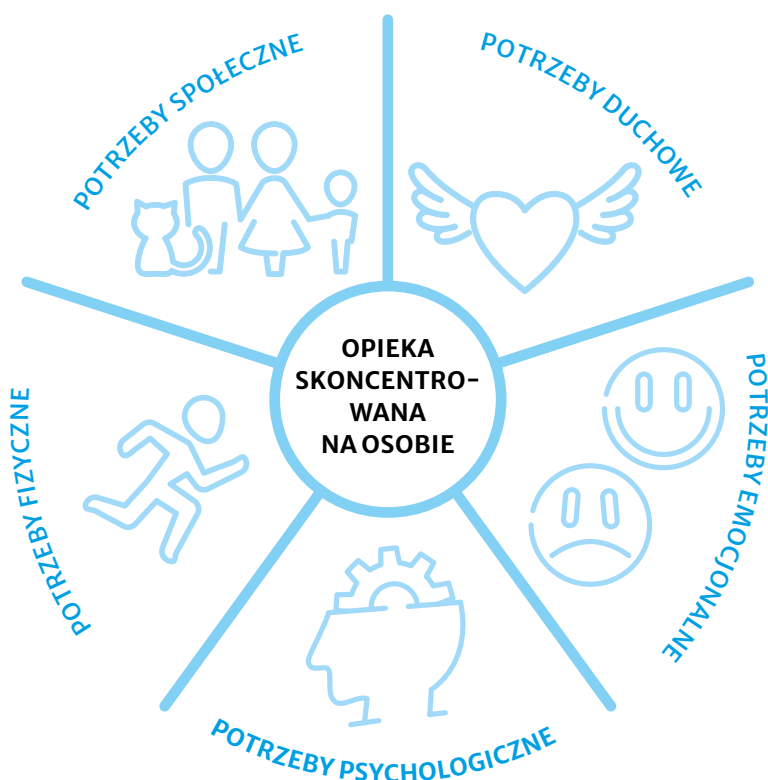 POTRZEBY SPOŁECZNE
POTRZEBY DUCHOWE
OPIEKA
SKONCENTRO-
WANA
NA OSOBIE
POTRZEBY FIZYCZNE
POTRZEBY EMOCJONALNE
POTRZEBY PSYCHOLOGICZNE